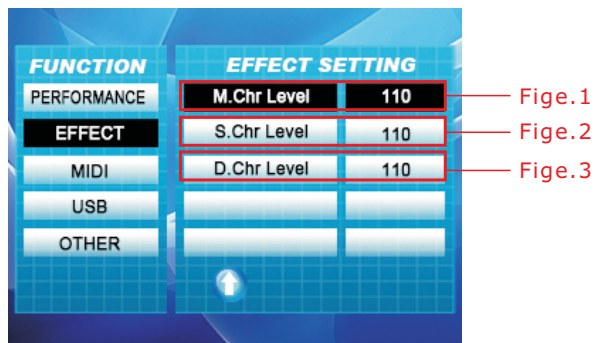 FUNCTION
PERFORMANCE
EFFECT
MIDI
USB
OTHER
EFFECT SETTING
M.Chr Level 110
S.Chr Level 110
D.Chr Level 110
Fige.1
Fige.2
Fige.3